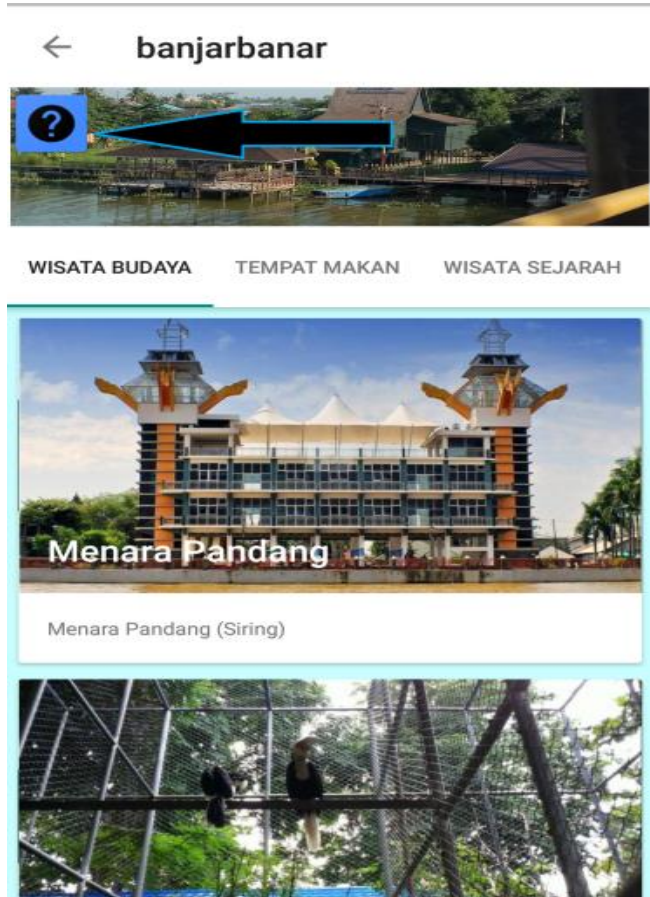 banjarbanar
?
WISATA BUDAYA TEMPAT MAKAN WISATA SEJARAH
Menara Pandang
Menara Pandang (Siring)